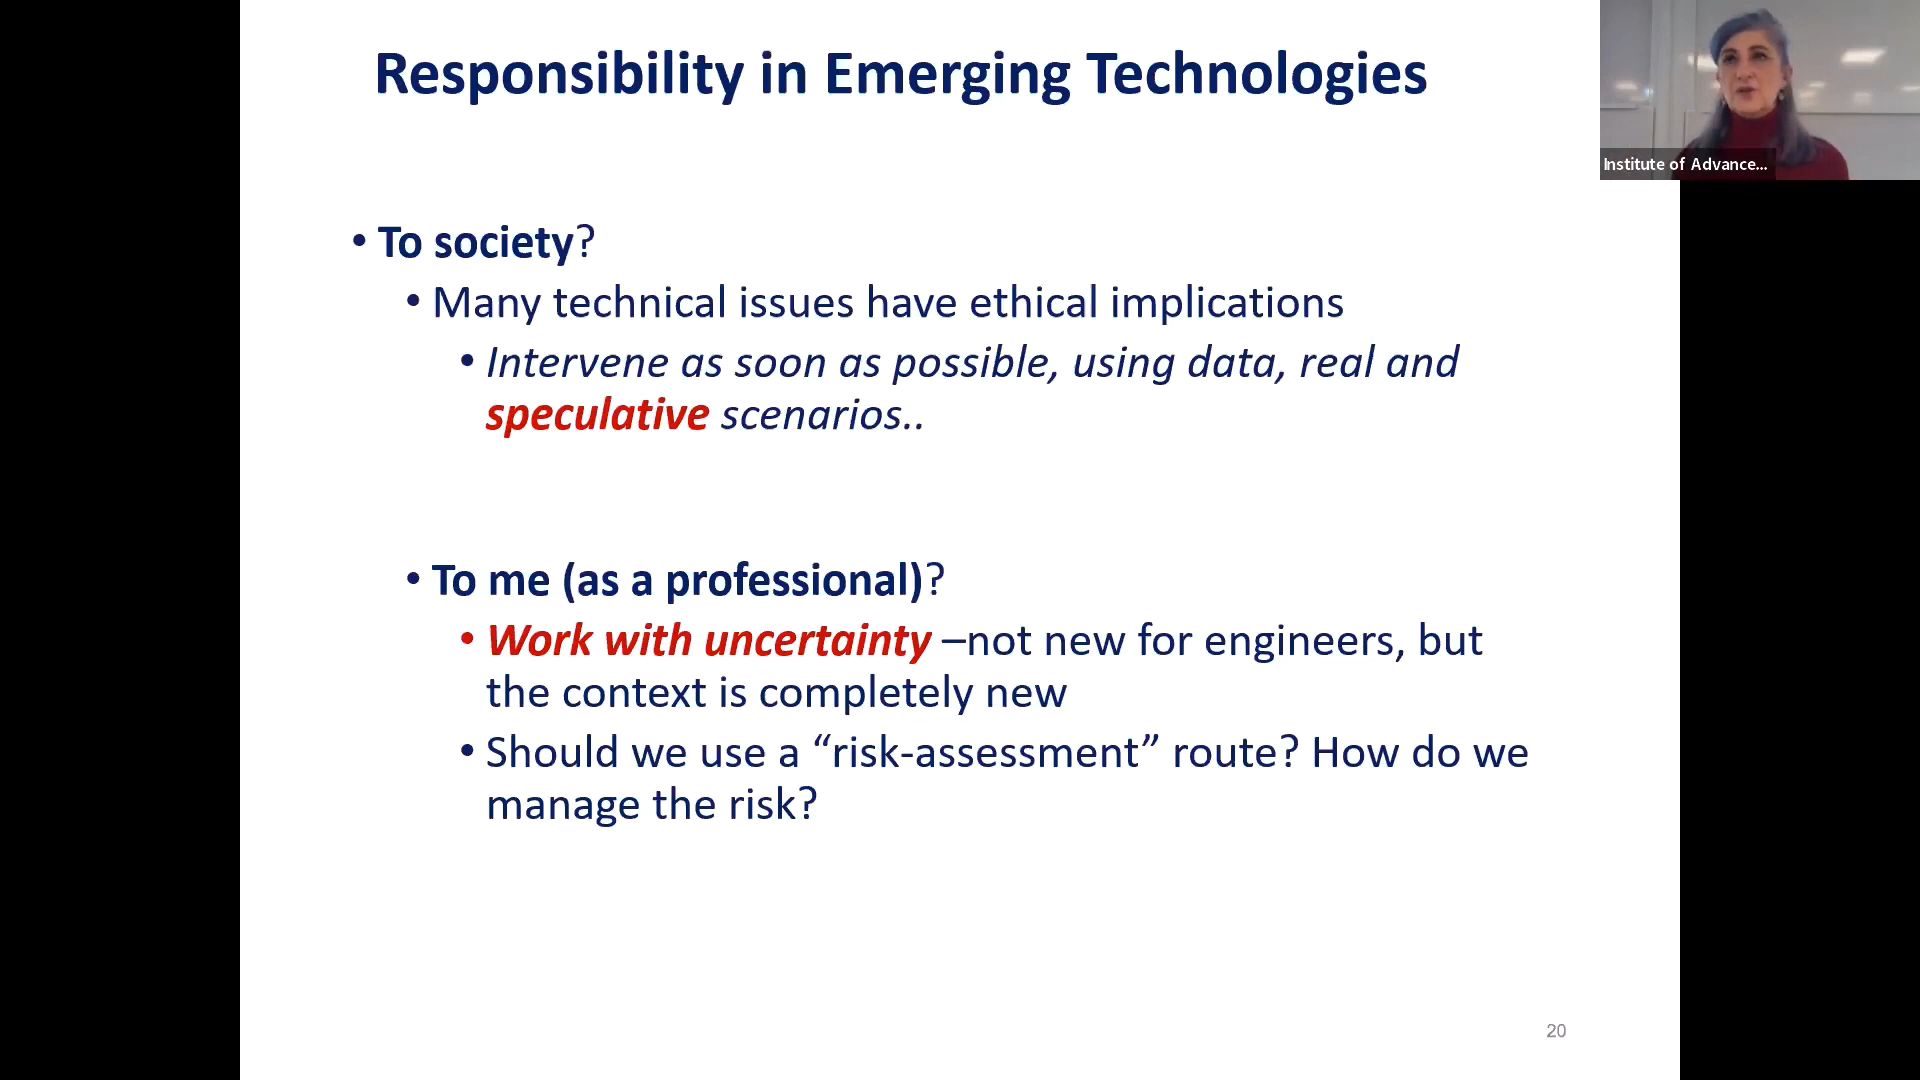 Responsibility in Emerging Technologies
Institute of Advance...
• To society?
• Many technical issues have ethical implications
• Intervene as soon as possible, using data, real and
speculative scenarios..
• To me (as a professional)?
• Work with uncertainty –not new for engineers, but
the context is completely new
• Should we use a “risk-assessment” route? How do we
manage the risk?
20